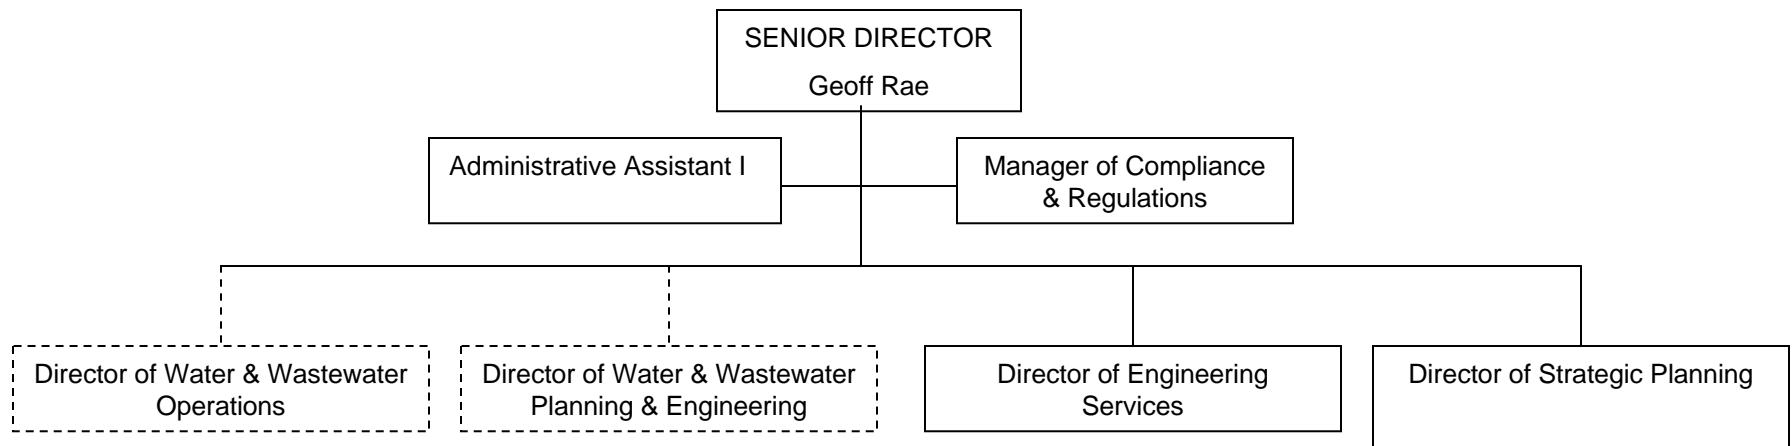 SENIOR DIRECTOR
Geoff Rae
Administrative Assistant I
Manager of Compliance
& Regulations
Director of Water & Wastewater
Operations
Director of Water & Wastewater
Planning & Engineering
Director of Engineering
Services
Director of Strategic Planning